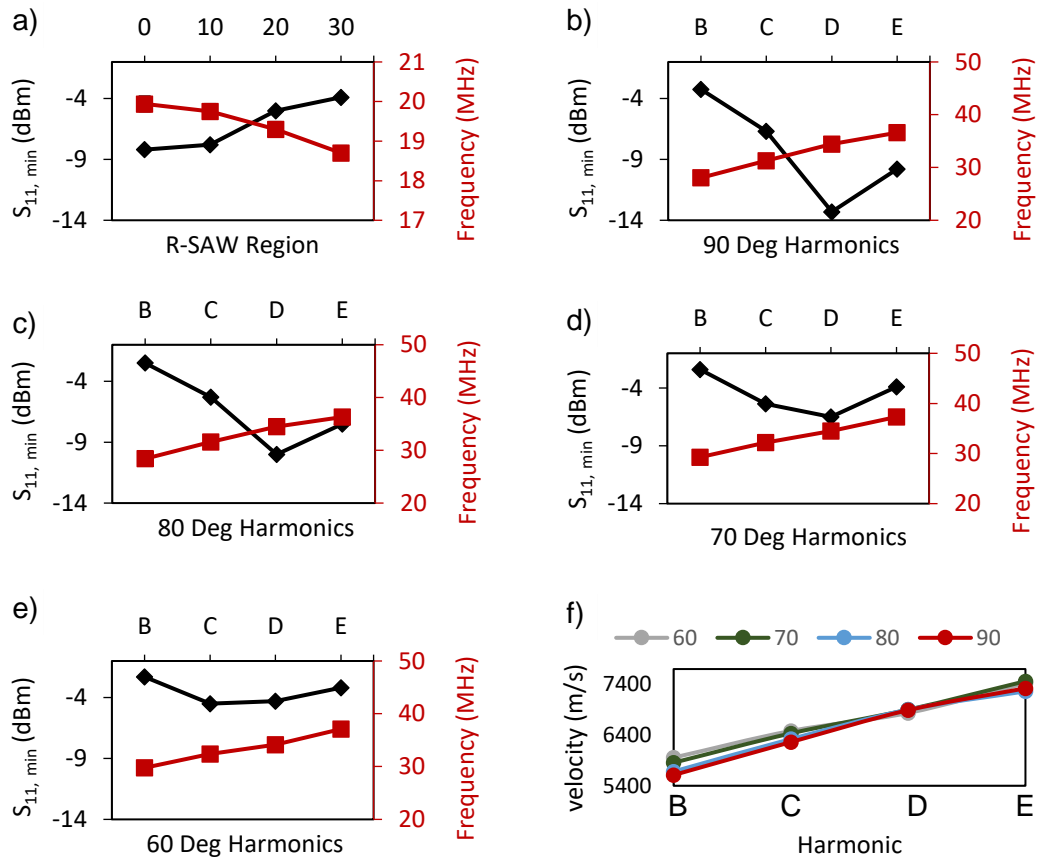 a)
0 10 20 30
-4
-9
-14
S11, min (dBm)
21
20
19
18
17
Frequency (MHz)
R-SAW Region
b)
B C D E
-4
-9
-14
S11, min (dBm)
50
40
30
20
Frequency (MHz)
90 Deg Harmonics
c)
B C D E
-4
-9
-14
S11, min (dBm)
50
40
30
20
Frequency (MHz)
80 Deg Harmonics
d)
B C D E
-4
-9
-14
S11, min (dBm)
50
40
30
20
Frequency (MHz)
70 Deg Harmonics
e)
B C D E
-4
-9
-14
S11, min (dBm)
50
40
30
20
Frequency (MHz)
60 Deg Harmonics
f)
60 70 80 90
7400
6400
5400
velocity (m/s)
B C D E
Harmonic